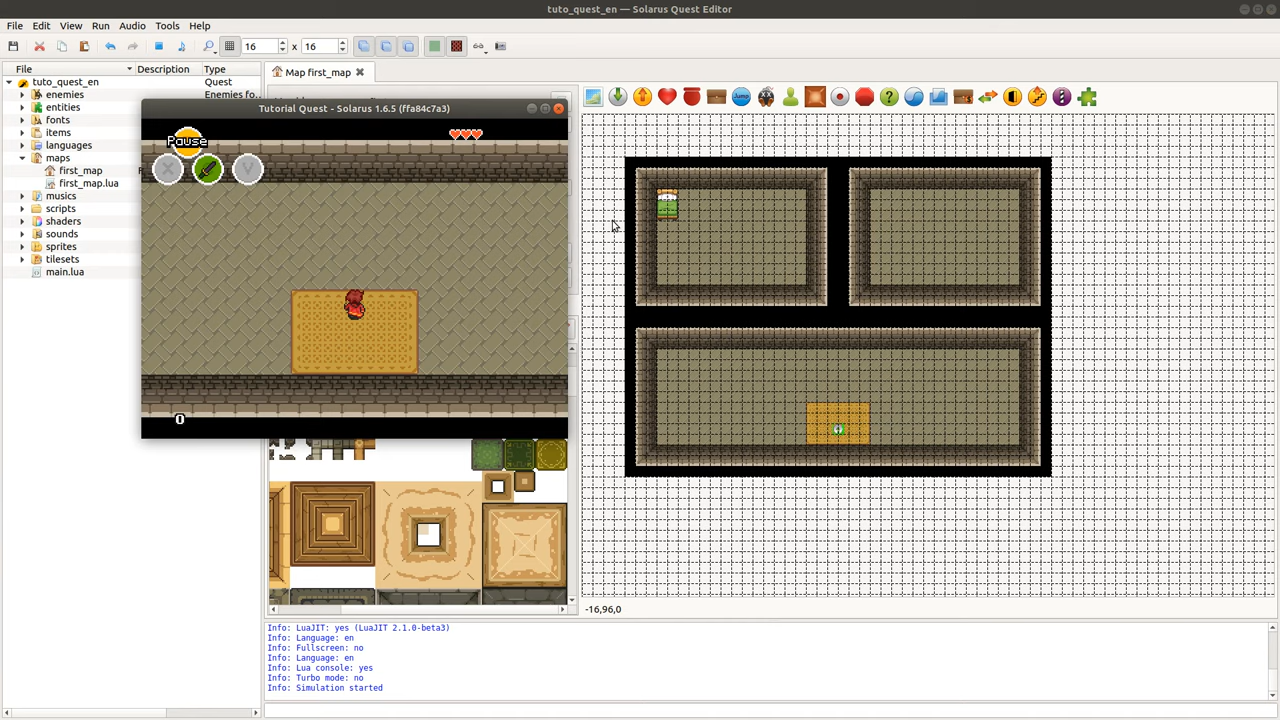 tuto_quest_en — Solarus Quest Editor
File Edit View Run Audio Tools Help
16 x 16
File Description Type
Map first_map
tuto_quest_en Quest
enemies Enemies fo...
entities
fonts
items
languages
maps
first_map
first_map.lua
musics
scripts
shaders
sounds
sprites
tilesets
main.lua
Tutorial Quest - Solarus 1.6.5 (ffa84c7a3)
Pause
0
Jump
-16,96,0
Info: LuaJIT: yes (LuaJIT 2.1.0-beta3)
Info: Language: en
Info: Fullscreen: no
Info: Language: en
Info: Lua console: yes
Info: Turbo mode: no
Info: Simulation started